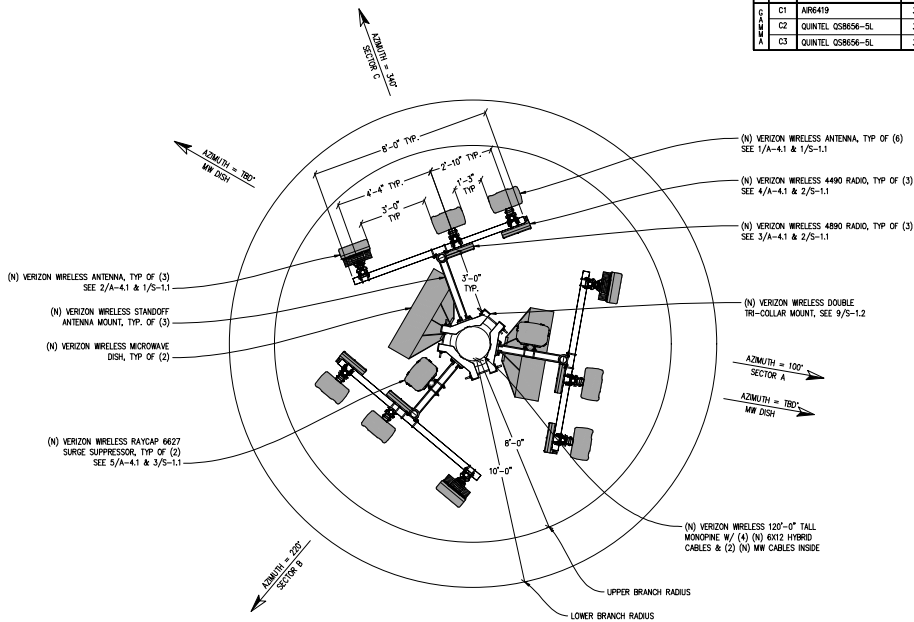 G A M M A
C1 AIR6419
C2 QUINTEL QS8656-5L
C3 QUINTEL QS8656-5L
AZIMUTH = 340°
SECTOR C
AZIMUTH = TBD°
MW DISH
8'-0" TYP.
4'-4" TYP.
2'-10" TYP.
3'-0"
TYP
1'-3"
TYP
3'-0"
TYP.
(N) VERIZON WIRELESS ANTENNA, TYP OF (6)
SEE 1/A-4.1 & 1/S-1.1
(N) VERIZON WIRELESS 4490 RADIO, TYP OF (3)
SEE 4/A-4.1 & 2/S-1.1
(N) VERIZON WIRELESS 4890 RADIO, TYP OF (3)
SEE 3/A-4.1 & 2/S-1.1
(N) VERIZON WIRELESS DOUBLE
TRI-COLLAR MOUNT, SEE 9/S-1.2
(N) VERIZON WIRELESS ANTENNA, TYP OF (3)
SEE 2/A-4.1 & 1/S-1.1
(N) VERIZON WIRELESS STANDOFF
ANTENNA MOUNT, TYP. OF (3)
(N) VERIZON WIRELESS MICROWAVE
DISH, TYP OF (2)
(N) VERIZON WIRELESS RAYCAP 6627
SURGE SUPPRESSOR, TYP OF (2)
SEE 5/A-4.1 & 3/S-1.1
AZIMUTH = 100°
SECTOR A
AZIMUTH = TBD°
MW DISH
8'-0"
10'-0"
(N) VERIZON WIRELESS 120'-0" TALL
MONOPINE W/ (4) (N) 6X12 HYBRID
CABLES & (2) (N) MW CABLES INSIDE
AZIMUTH = 220°
SECTOR B
UPPER BRANCH RADIUS
LOWER BRANCH RADIUS